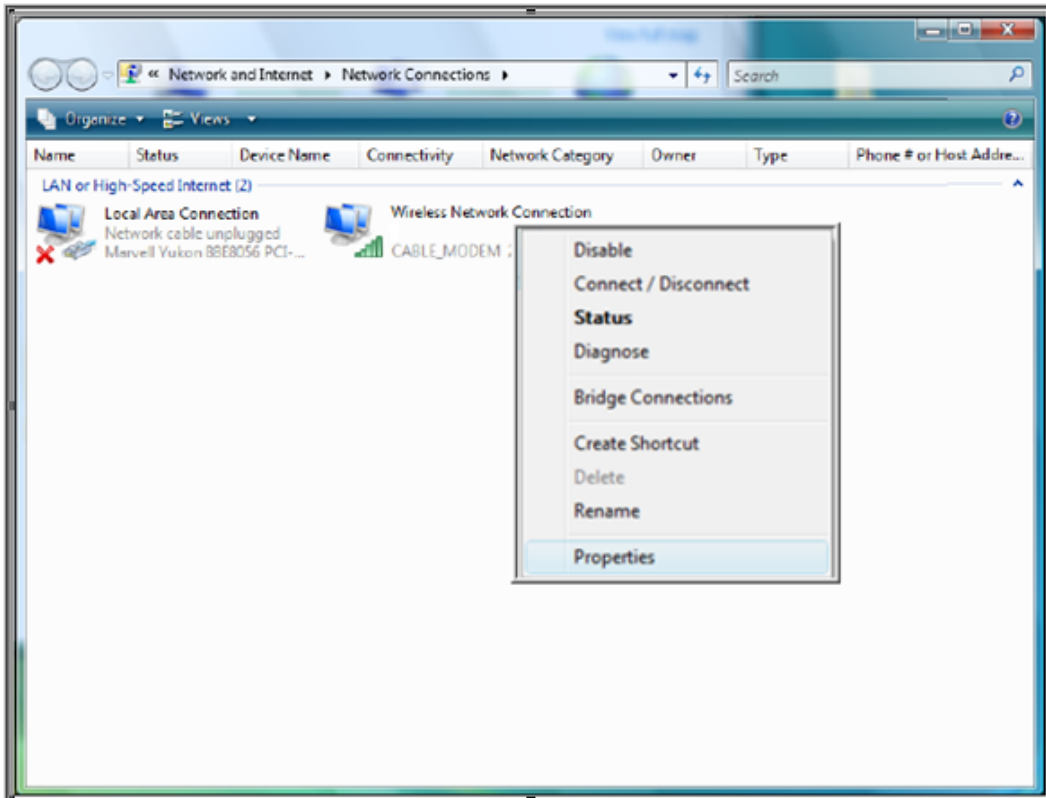 « Network and Internet ▸ Network Connections ▸
Search
Organize Views
Name Status Device Name Connectivity Network Category Owner Type Phone # or Host Addre...
LAN or High-Speed Internet (2)
Local Area Connection
Network cable unplugged
Marvell Yukon 88E8056 PCI-...
Wireless Network Connection
CABLE_MODEM
Disable
Connect / Disconnect
Status
Diagnose
Bridge Connections
Create Shortcut
Delete
Rename
Properties